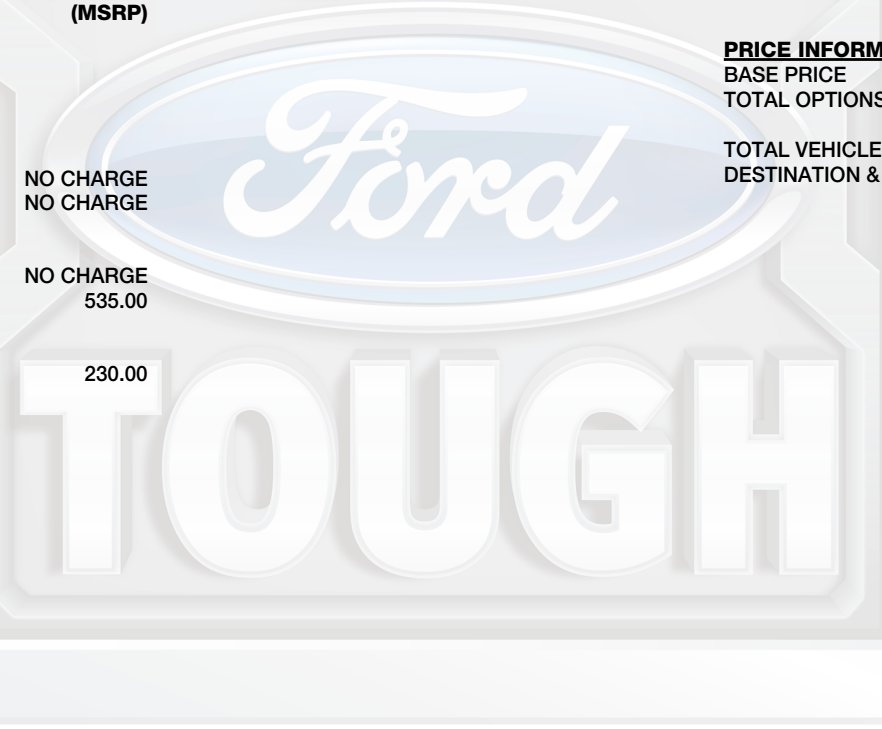 (MSRP)
NO CHARGE
NO CHARGE
NO CHARGE
535.00
230.00
PRICE INFORM
BASE PRICE
TOTAL OPTIONS
TOTAL VEHICLE
DESTINATION &
Ford
TOUGH